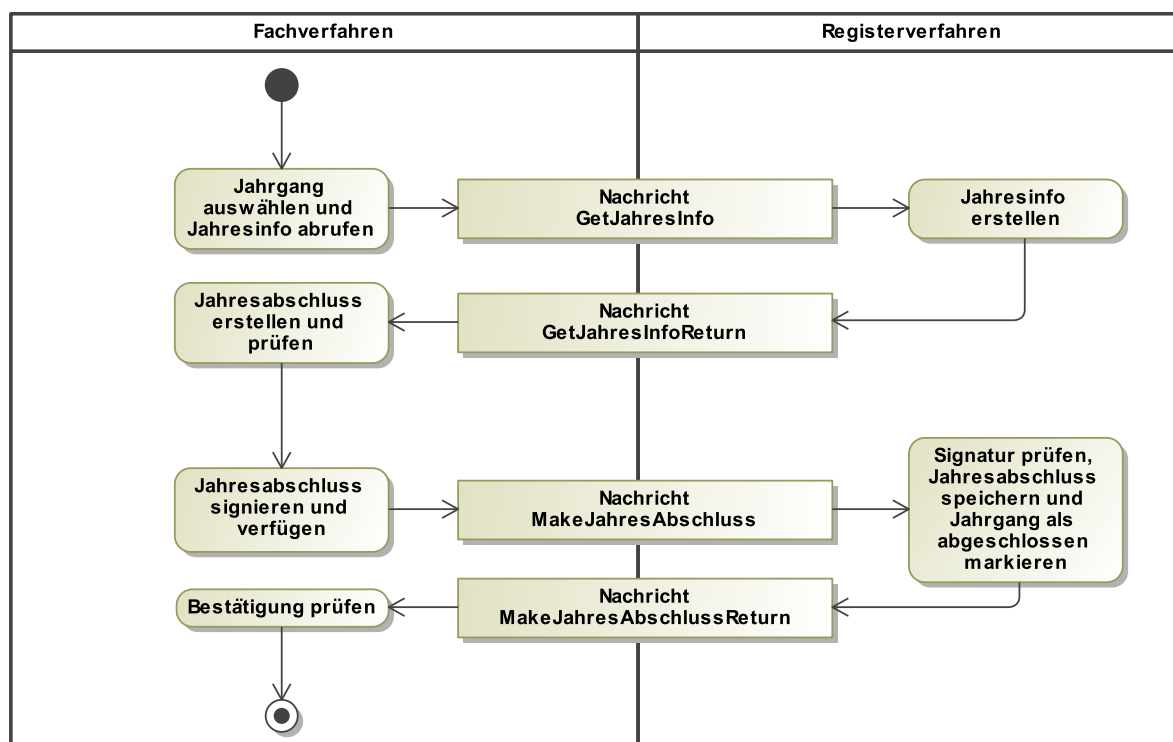 Fachverfahren
Registerverfahren
Jahrgang
auswählen und
Jahresinfo abrufen
Nachricht
GetJahresInfo
Jahresinfo
erstellen
Jahresabschluss
erstellen und
prüfen
Nachricht
GetJahresInfoReturn
Jahresabschluss
signieren und
verfügen
Nachricht
MakeJahresAbschluss
Signatur prüfen,
Jahresabschluss
speichern und
Jahrgang als
abgeschlossen
markieren
Bestätigung prüfen
Nachricht
MakeJahresAbschlussReturn